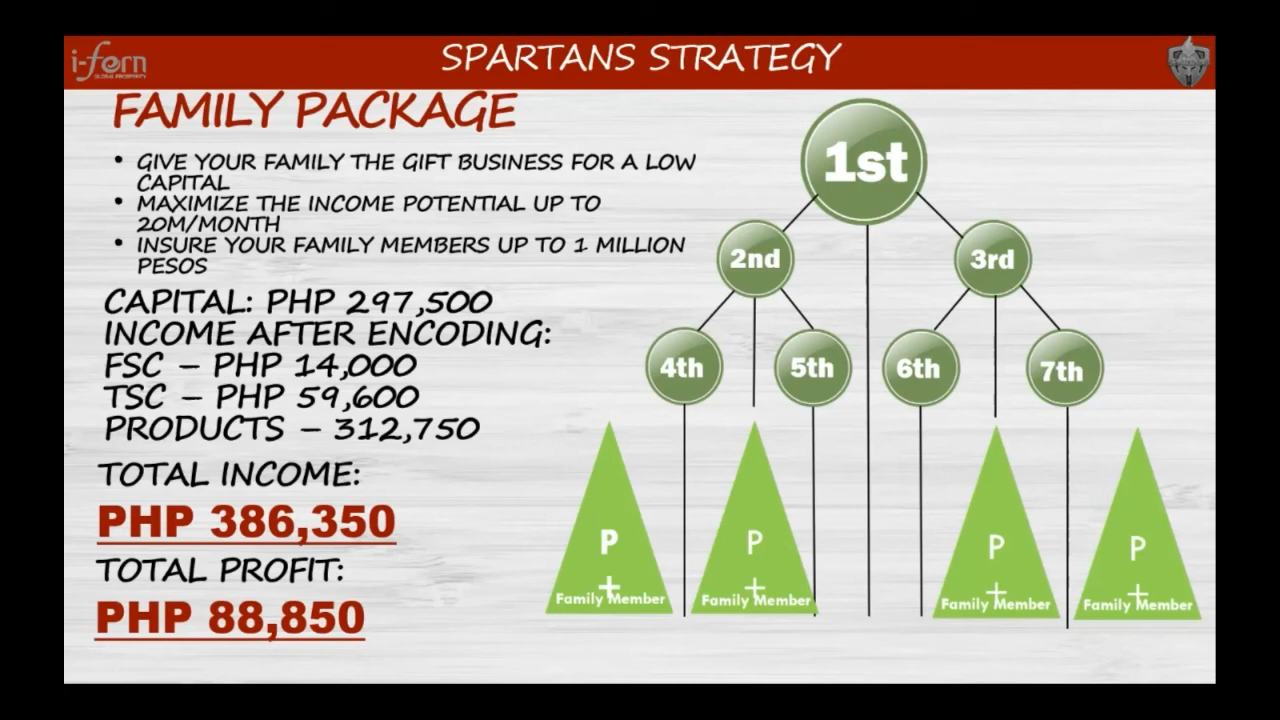 i-fern
GLOBAL PROSPERITY
SPARTANS STRATEGY
FAMILY PACKAGE
• GIVE YOUR FAMILY THE GIFT BUSINESS FOR A LOW
CAPITAL
• MAXIMIZE THE INCOME POTENTIAL UP TO
20M/MONTH
• INSURE YOUR FAMILY MEMBERS UP TO 1 MILLION
PESOS
CAPITAL: PHP 297,500
INCOME AFTER ENCODING:
FSC – PHP 14,000
TSC – PHP 59,600
PRODUCTS – 312,750
TOTAL INCOME:
PHP 386,350
TOTAL PROFIT:
PHP 88,850
1st
2nd
3rd
4th
5th
6th
7th
P
+
Family Member
P
+
Family Member
P
+
Family Member
P
+
Family Member